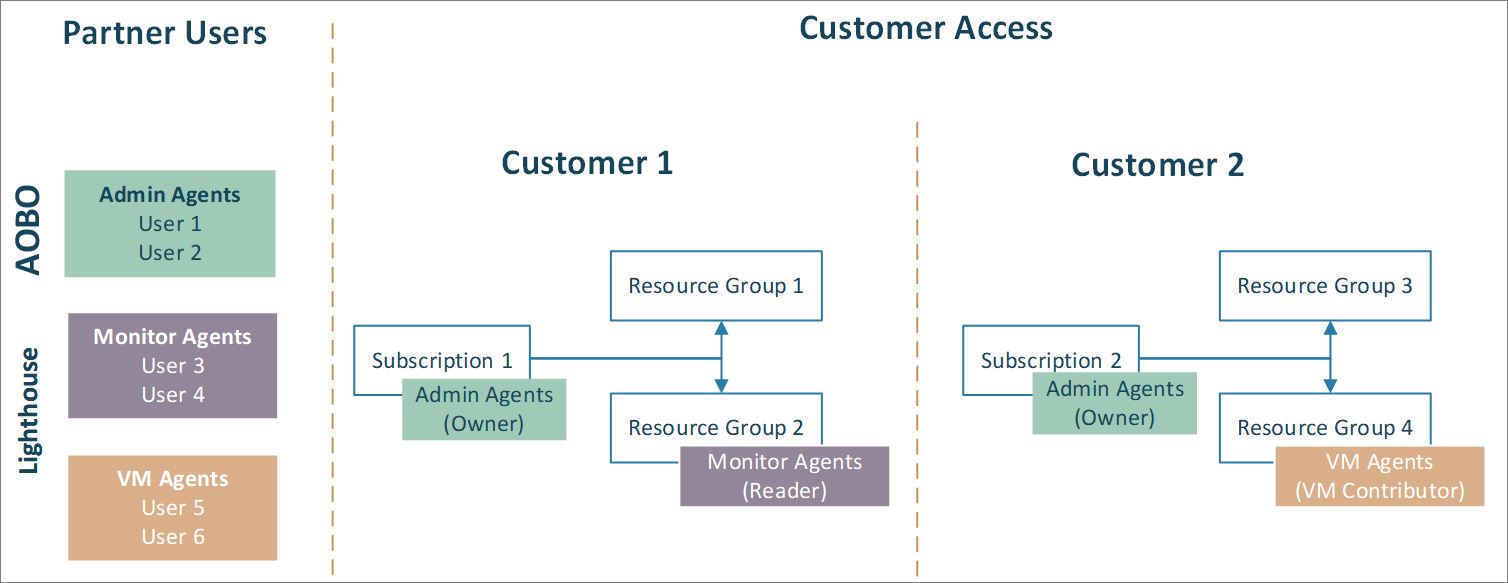 Partner Users
Customer Access
AOBO
Admin Agents
User 1
User 2
Lighthouse
Monitor Agents
User 3
User 4
VM Agents
User 5
User 6
Customer 1
Resource Group 1
Subscription 1
Admin Agents
(Owner)
Resource Group 2
Monitor Agents
(Reader)
Customer 2
Resource Group 3
Subscription 2
Admin Agents
(Owner)
Resource Group 4
VM Agents
(VM Contributor)